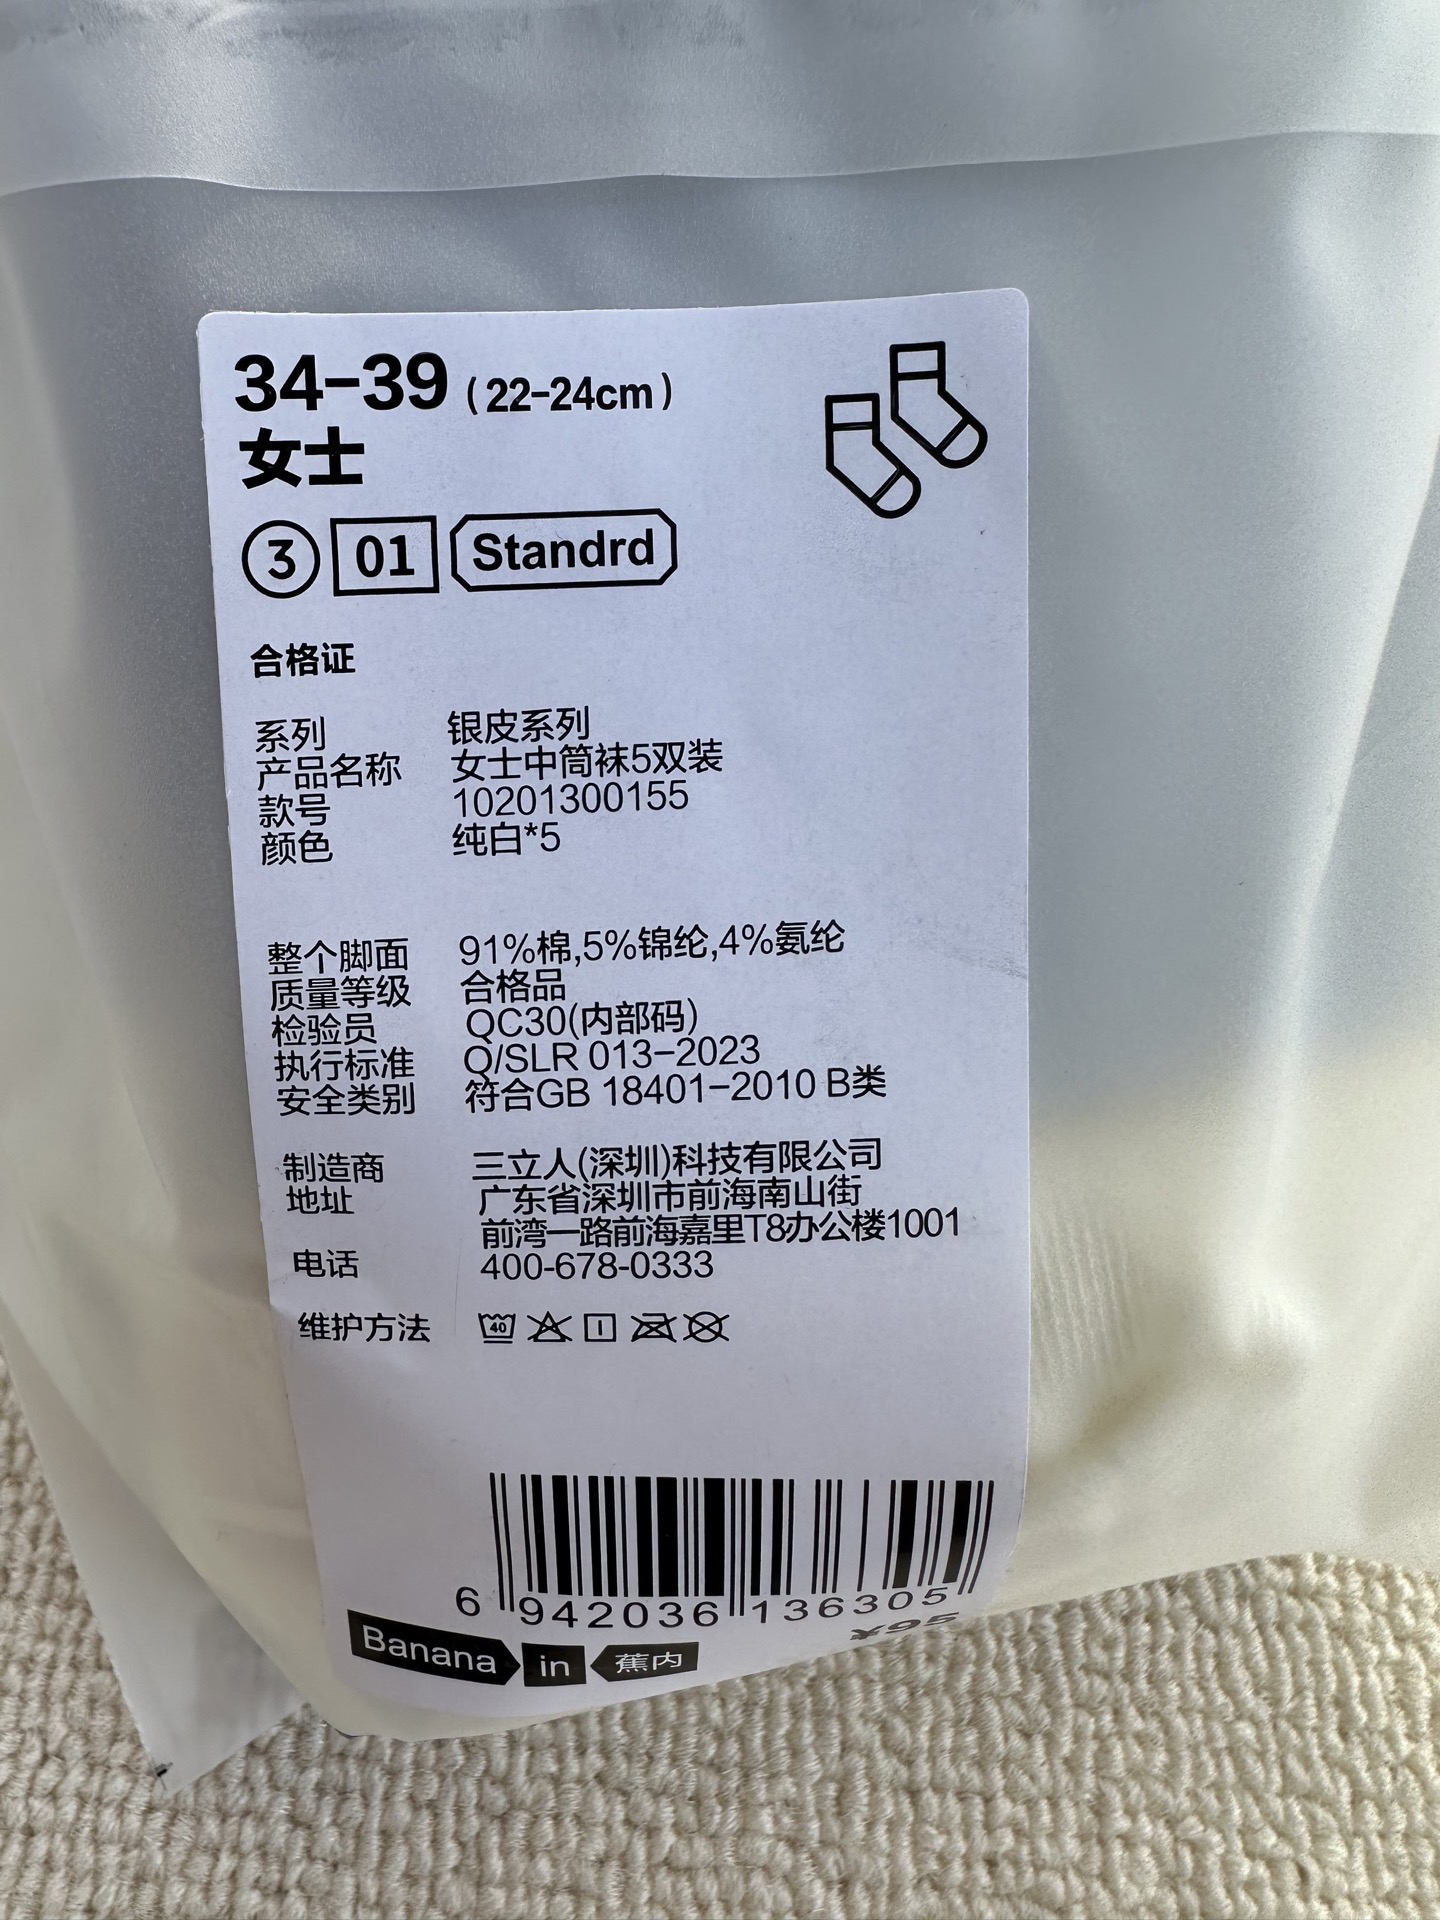 34-39 (22-24cm)
女士
3 01 Standrd
合格证
系列 银皮系列
产品名称 女士中筒袜5双装
款号 10201300155
颜色 纯白*5
整个脚面 91%棉,5%锦纶,4%氨纶
质量等级 合格品
检验员 QC30(内部码)
执行标准 Q/SLR 013-2023
安全类别 符合GB 18401-2010 B类
制造商 三立人(深圳)科技有限公司
地址 广东省深圳市前海南山街
前湾一路前海嘉里T8办公楼1001
电话 400-678-0333
维护方法 40
6 942036 136305
¥95
Banana in 蕉内